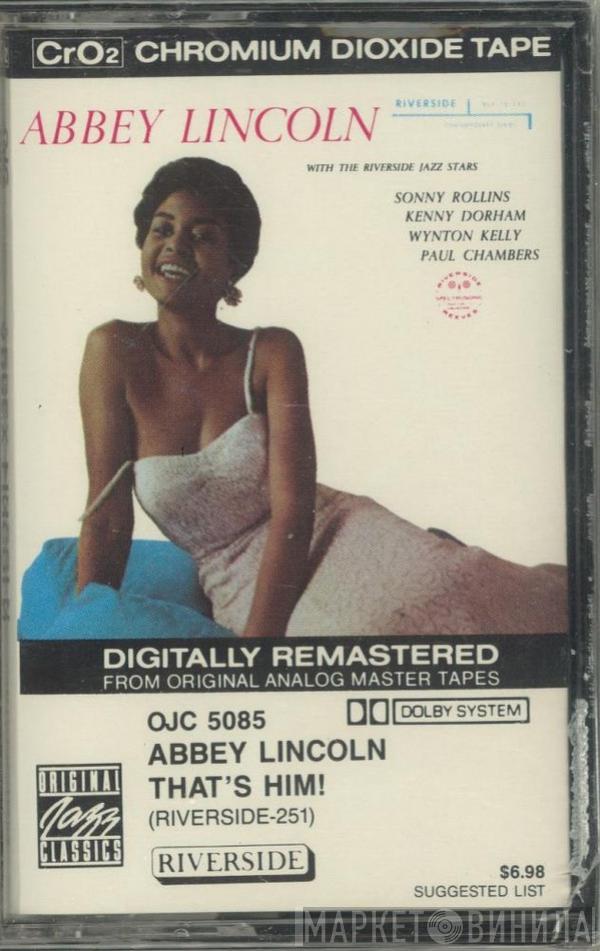 CrO2 CHROMIUM DIOXIDE TAPE
ABBEY LINCOLN
RIVERSIDE
WITH THE RIVERSIDE JAZZ STARS
SONNY ROLLINS
KENNY DORHAM
WYNTON KELLY
PAUL CHAMBERS
RIVERSIDE
REEVES
DIGITALLY REMASTERED
FROM ORIGINAL ANALOG MASTER TAPES
OJC 5085
DOLBY SYSTEM
ABBEY LINCOLN
THAT'S HIM!
(RIVERSIDE-251)
ORIGINAL
Jazz
CLASSICS
RIVERSIDE
$6.98
SUGGESTED LIST
МАРКЕТ ВИНИЛА